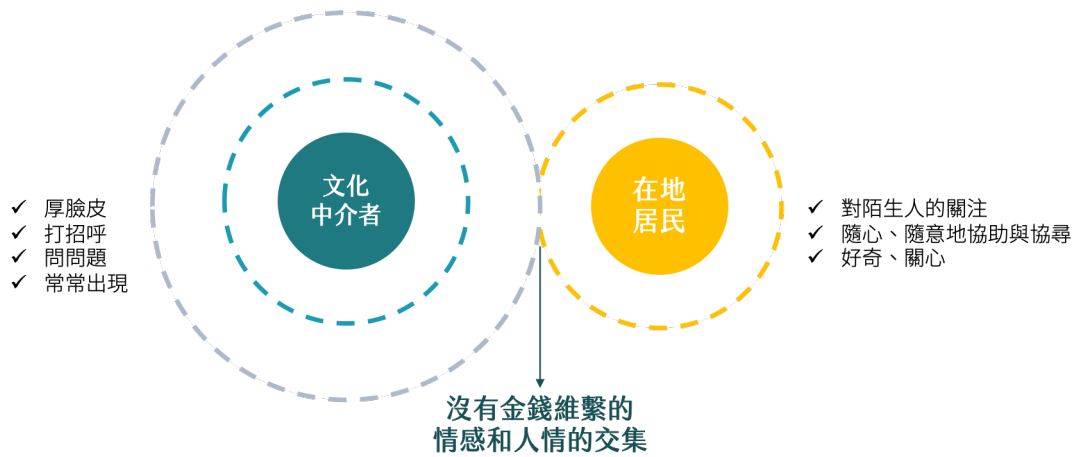 文化
中介者
在地
居民
✓ 厚臉皮
✓ 打招呼
✓ 問問題
✓ 常常出現
✓ 對陌生人的關注
✓ 隨心、隨意地協助與協尋
✓ 好奇、關心
沒有金錢維繫的
情感和人情的交集